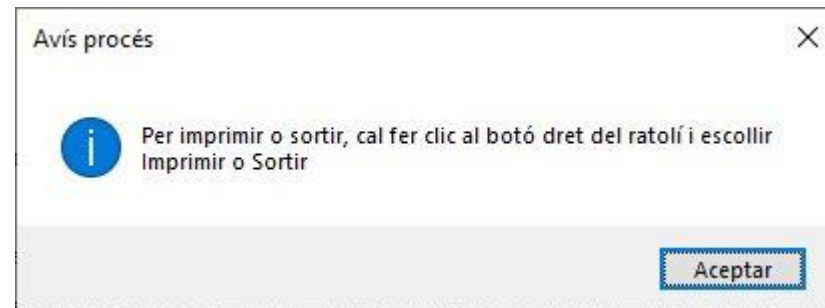 Avís procés
Per imprimir o sortir, cal fer clic al botó dret del ratolí i escollir
Imprimir o Sortir
Aceptar